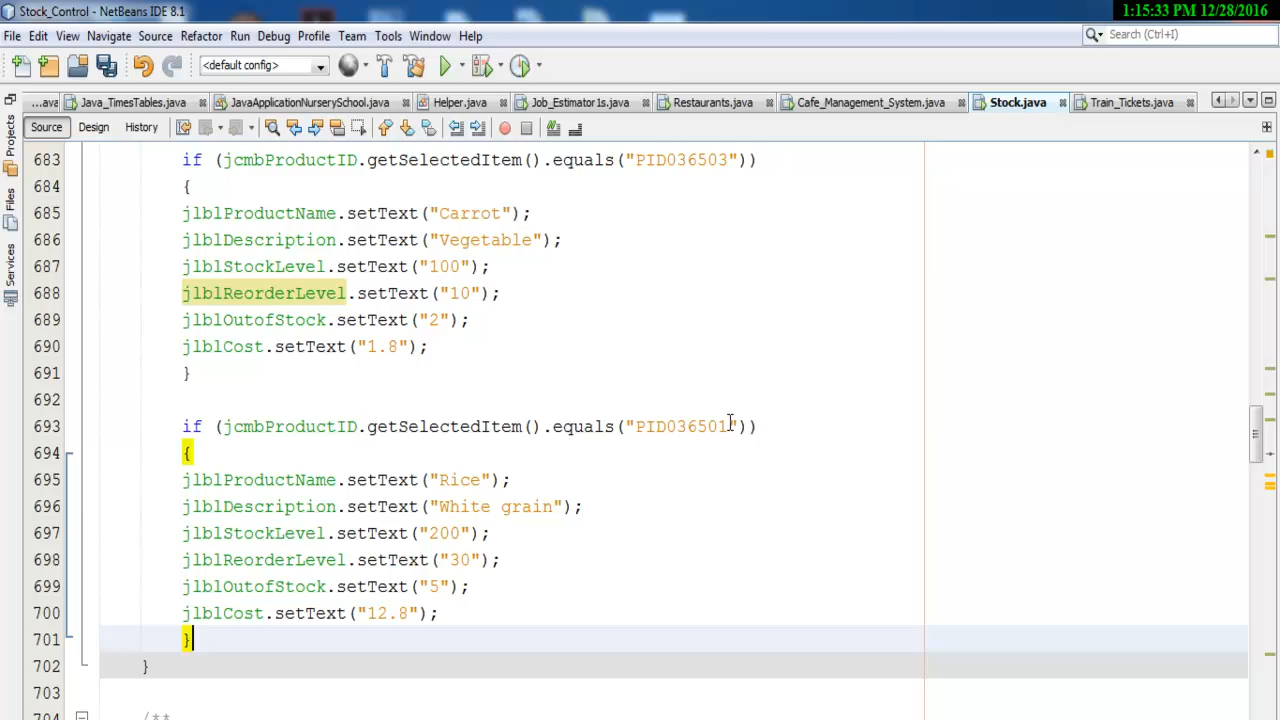 Stock_Control - NetBeans IDE 8.1
1:15:33 PM 12/28/2016
File Edit View Navigate Source Refactor Run Debug Profile Team Tools Window Help
Search (Ctrl+I)
<default config>
...ava Java_TimesTables.java JavaApplicationNurserySchool.java Helper.java Job_Estimator1s.java Restaurants.java Cafe_Management_System.java Stock.java Train_Tickets.java
Source Design History
Projects
Files
Services
683 if (jcmbProductID.getSelectedItem().equals("PID036503"))
684 {
685 jlblProductName.setText("Carrot");
686 jlblDescription.setText("Vegetable");
687 jlblStockLevel.setText("100");
688 jlblReorderLevel.setText("10");
689 jlblOutofStock.setText("2");
690 jlblCost.setText("1.8");
691 }
692
693 if (jcmbProductID.getSelectedItem().equals("PID036501"))
694 {
695 jlblProductName.setText("Rice");
696 jlblDescription.setText("White grain");
697 jlblStockLevel.setText("200");
698 jlblReorderLevel.setText("30");
699 jlblOutofStock.setText("5");
700 jlblCost.setText("12.8");
701 }
702 }
703
704 /**